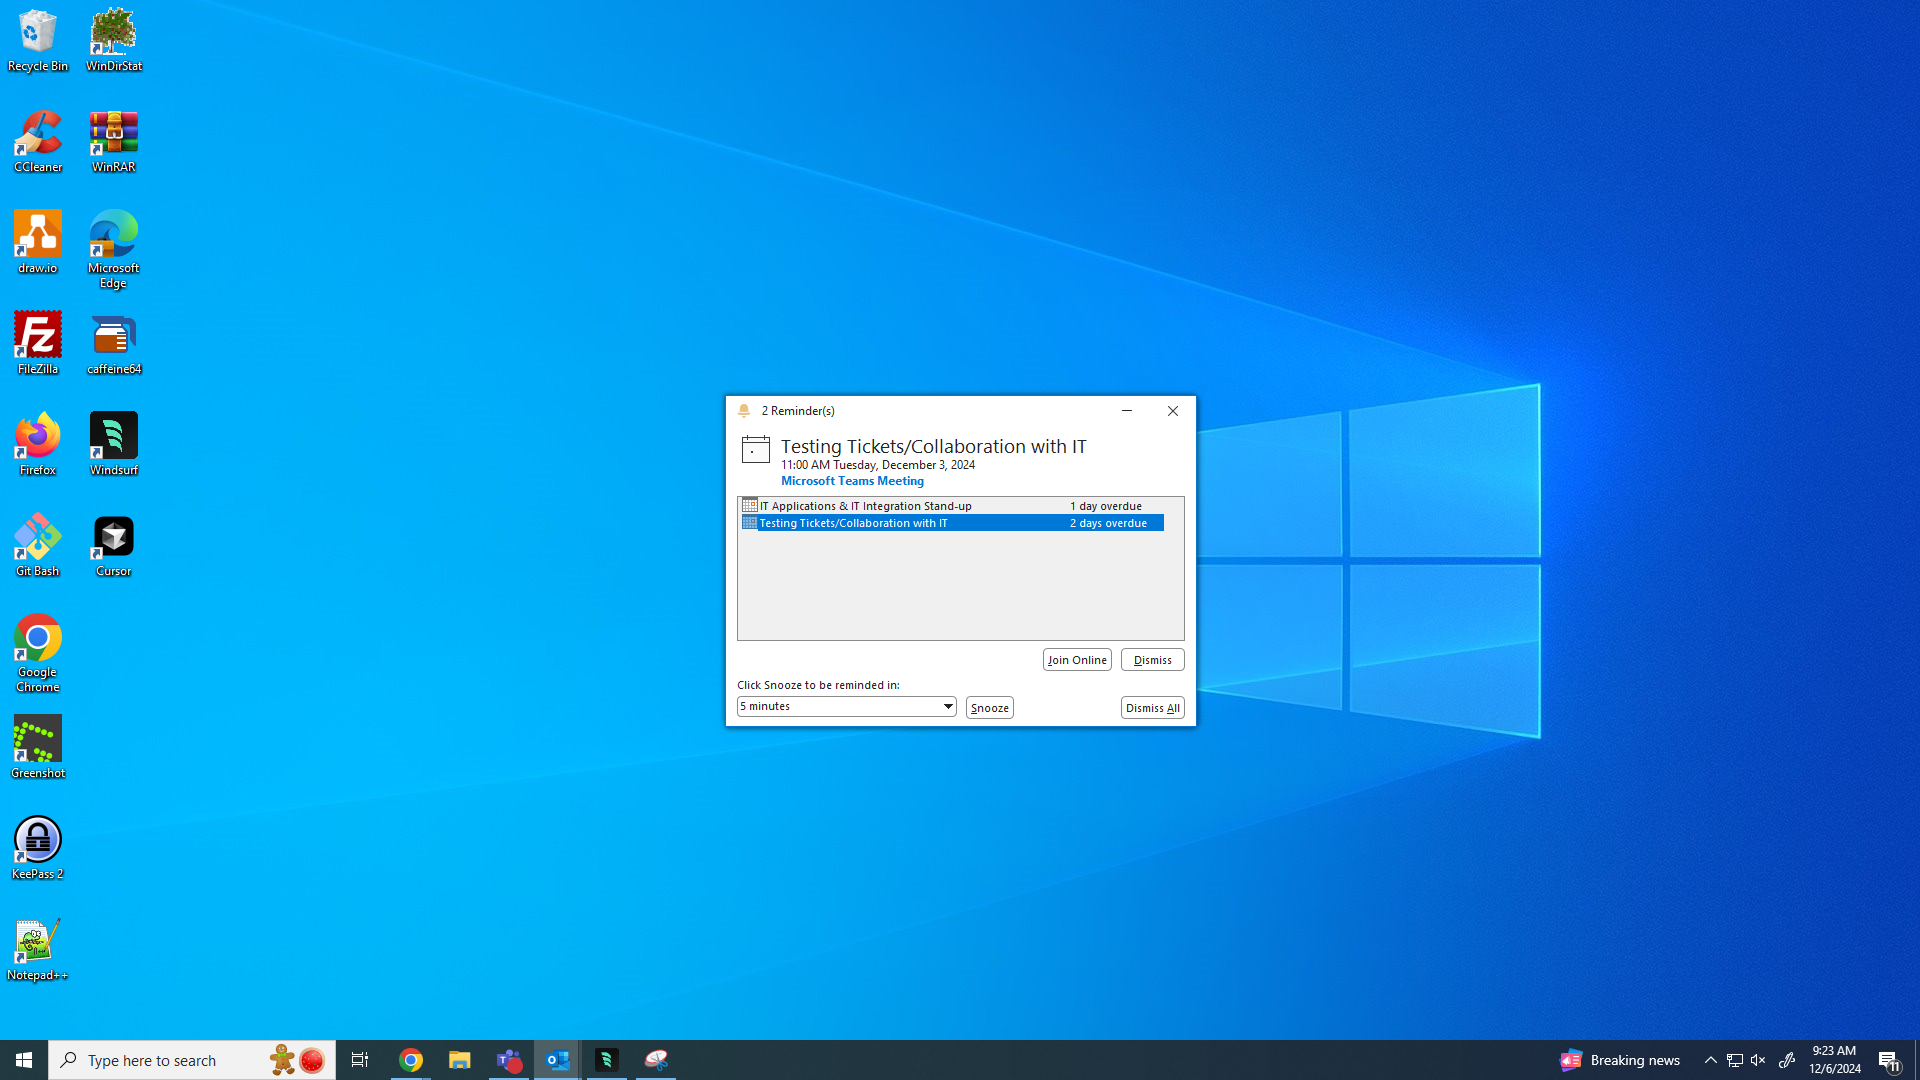 Recycle Bin
WinDirStat
CCleaner
WinRAR
draw.io
Microsoft
Edge
FileZilla
caffeine64
Firefox
Windsurf
Git Bash
Cursor
Google
Chrome
Greenshot
KeePass 2
Notepad++
2 Reminder(s)
Testing Tickets/Collaboration with IT
11:00 AM Tuesday, December 3, 2024
Microsoft Teams Meeting
IT Applications & IT Integration Stand-up 1 day overdue
Testing Tickets/Collaboration with IT 2 days overdue
Join Online Dismiss
Click Snooze to be reminded in:
5 minutes Snooze Dismiss All
Type here to search
Breaking news
9:23 AM
12/6/2024
11